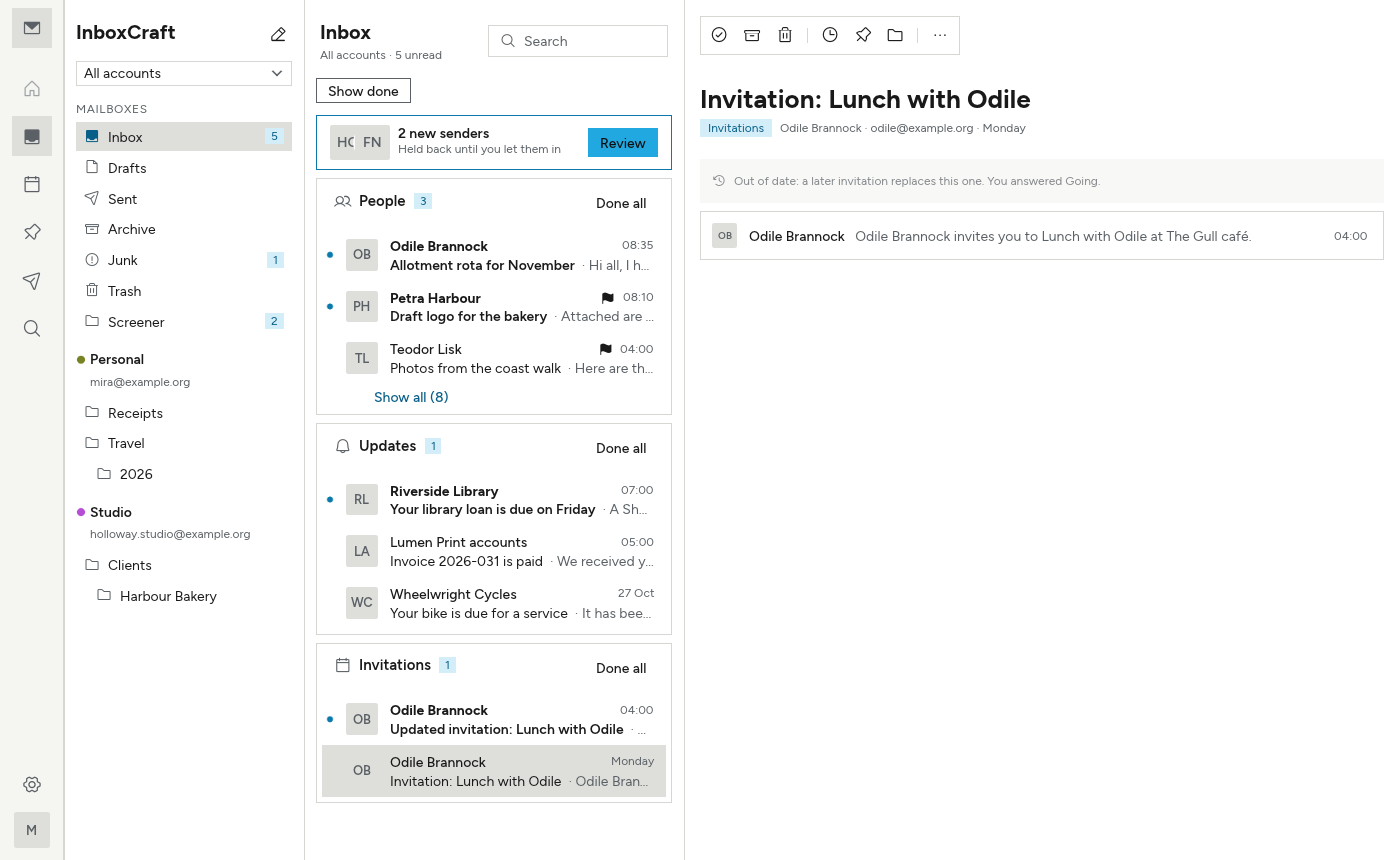 InboxCraft
All accounts
MAILBOXES
Inbox 5
Drafts
Sent
Archive
Junk 1
Trash
Screener 2
Personal
mira@example.org
Receipts
Travel
2026
Studio
holloway.studio@example.org
Clients
Harbour Bakery
M
Inbox
All accounts · 5 unread
Search
Show done
FN
2 new senders
Held back until you let them in
Review
People 3
Done all
OB
Odile Brannock 08:35
Allotment rota for November · Hi all, I h…
PH
Petra Harbour 08:10
Draft logo for the bakery · Attached are …
TL
Teodor Lisk 04:00
Photos from the coast walk · Here are th…
Show all (8)
Updates 1
Done all
RL
Riverside Library 07:00
Your library loan is due on Friday · A Sh…
LA
Lumen Print accounts 05:00
Invoice 2026-031 is paid · We received y…
WC
Wheelwright Cycles 27 Oct
Your bike is due for a service · It has bee…
Invitations 1
Done all
OB
Odile Brannock 04:00
Updated invitation: Lunch with Odile · …
OB
Odile Brannock Monday
Invitation: Lunch with Odile · Odile Bran…
Invitation: Lunch with Odile
Invitations Odile Brannock · odile@example.org · Monday
Out of date: a later invitation replaces this one. You answered Going.
OB Odile Brannock Odile Brannock invites you to Lunch with Odile at The Gull café. 04:00